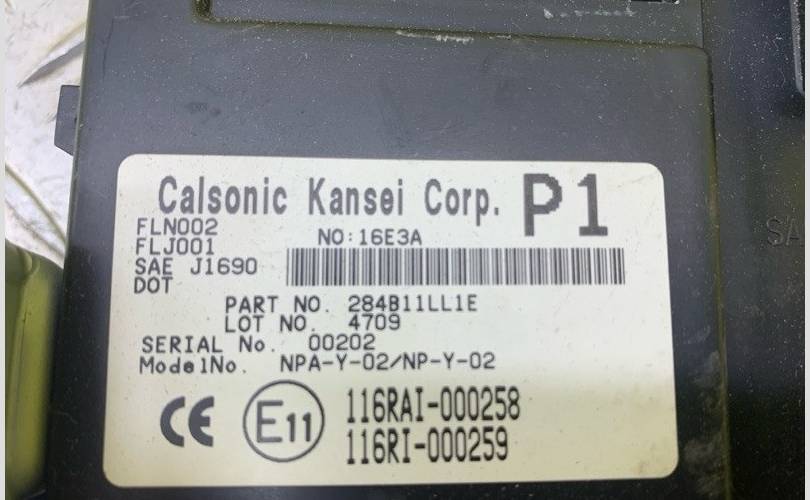 Calsonic Kansei Corp. P1
FLN002
FLJ001
NO:16E3A
SAE J1690
DOT
PART NO. 284B11LL1E
LOT NO. 4709
SERIAL No. 00202
ModelNo. NPA-Y-02/NP-Y-02
CE E11 116RAI-000258
116RI-000259
SA